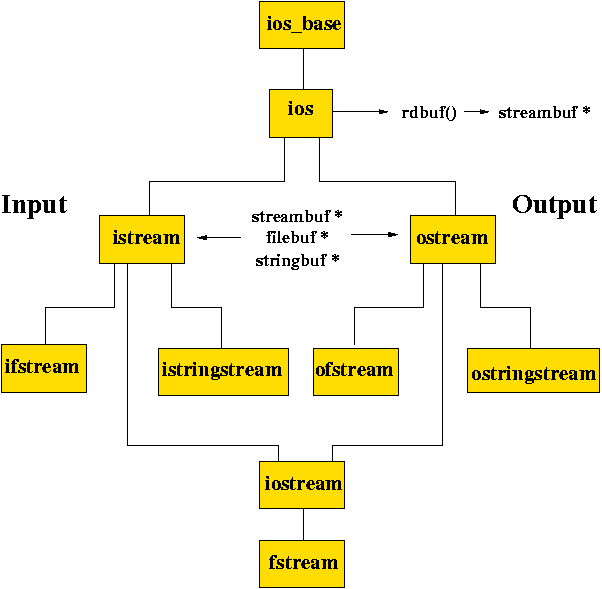 ios_base
ios
rdbuf()
streambuf *
Input
Output
streambuf *
filebuf *
stringbuf *
istream
ostream
ifstream
istringstream
ofstream
ostringstream
iostream
fstream